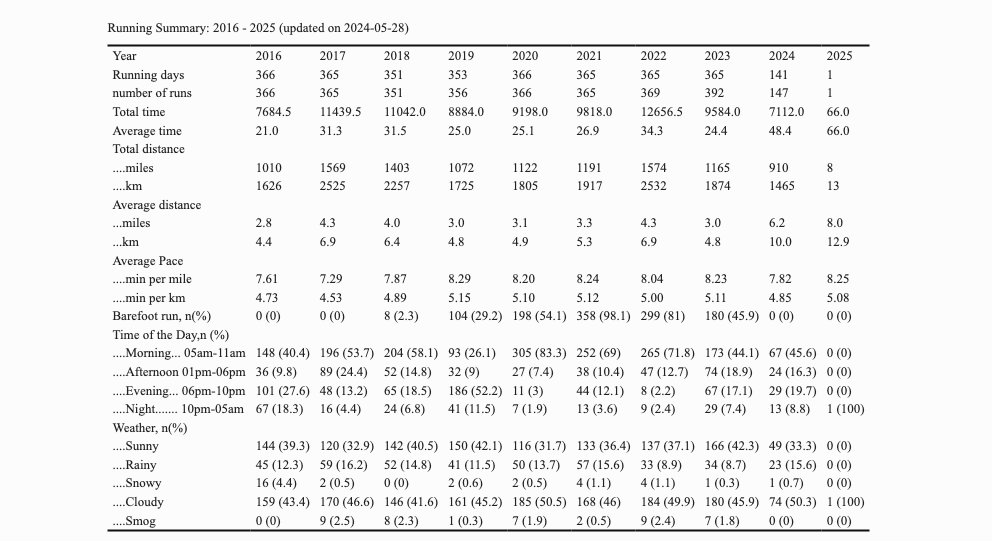 Running Summary: 2016 - 2025 (updated on 2024-05-28)
Year 2016 2017 2018 2019 2020 2021 2022 2023 2024 2025
Running days 366 365 351 353 366 365 365 365 141 1
number of runs 366 365 351 356 366 365 369 392 147 1
Total time 7684.5 11439.5 11042.0 8884.0 9198.0 9818.0 12656.5 9584.0 7112.0 66.0
Average time 21.0 31.3 31.5 25.0 25.1 26.9 34.3 24.4 48.4 66.0
Total distance
....miles 1010 1569 1403 1072 1122 1191 1574 1165 910 8
....km 1626 2525 2257 1725 1805 1917 2532 1874 1465 13
Average distance
...miles 2.8 4.3 4.0 3.0 3.1 3.3 4.3 3.0 6.2 8.0
...km 4.4 6.9 6.4 4.8 4.9 5.3 6.9 4.8 10.0 12.9
Average Pace
....min per mile 7.61 7.29 7.87 8.29 8.20 8.24 8.04 8.23 7.82 8.25
....min per km 4.73 4.53 4.89 5.15 5.10 5.12 5.00 5.11 4.85 5.08
Barefoot run, n(%) 0 (0) 0 (0) 8 (2.3) 104 (29.2) 198 (54.1) 358 (98.1) 299 (81) 180 (45.9) 0 (0) 0 (0)
Time of the Day,n (%)
....Morning... 05am-11am 148 (40.4) 196 (53.7) 204 (58.1) 93 (26.1) 305 (83.3) 252 (69) 265 (71.8) 173 (44.1) 67 (45.6) 0 (0)
....Afternoon 01pm-06pm 36 (9.8) 89 (24.4) 52 (14.8) 32 (9) 27 (7.4) 38 (10.4) 47 (12.7) 74 (18.9) 24 (16.3) 0 (0)
....Evening... 06pm-10pm 101 (27.6) 48 (13.2) 65 (18.5) 186 (52.2) 11 (3) 44 (12.1) 8 (2.2) 67 (17.1) 29 (19.7) 0 (0)
....Night....... 10pm-05am 67 (18.3) 16 (4.4) 24 (6.8) 41 (11.5) 7 (1.9) 13 (3.6) 9 (2.4) 29 (7.4) 13 (8.8) 1 (100)
Weather, n(%)
....Sunny 144 (39.3) 120 (32.9) 142 (40.5) 150 (42.1) 116 (31.7) 133 (36.4) 137 (37.1) 166 (42.3) 49 (33.3) 0 (0)
....Rainy 45 (12.3) 59 (16.2) 52 (14.8) 41 (11.5) 50 (13.7) 57 (15.6) 33 (8.9) 34 (8.7) 23 (15.6) 0 (0)
....Snowy 16 (4.4) 2 (0.5) 0 (0) 2 (0.6) 2 (0.5) 4 (1.1) 4 (1.1) 1 (0.3) 1 (0.7) 0 (0)
....Cloudy 159 (43.4) 170 (46.6) 146 (41.6) 161 (45.2) 185 (50.5) 168 (46) 184 (49.9) 180 (45.9) 74 (50.3) 1 (100)
....Smog 0 (0) 9 (2.5) 8 (2.3) 1 (0.3) 7 (1.9) 2 (0.5) 9 (2.4) 7 (1.8) 0 (0) 0 (0)